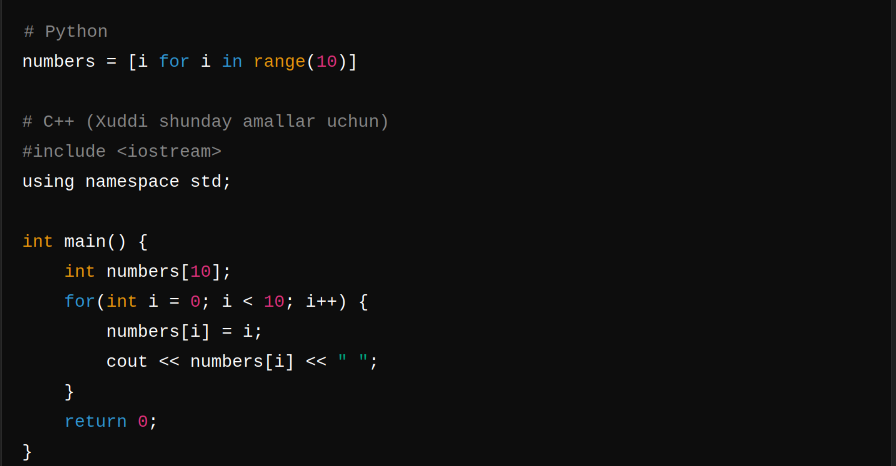 # Python
numbers = [i for i in range(10)]
# C++ (Xuddi shunday amallar uchun)
#include <iostream>
using namespace std;
int main() {
    int numbers[10];
    for(int i = 0; i < 10; i++) {
        numbers[i] = i;
        cout << numbers[i] << " ";
    }
    return 0;
}